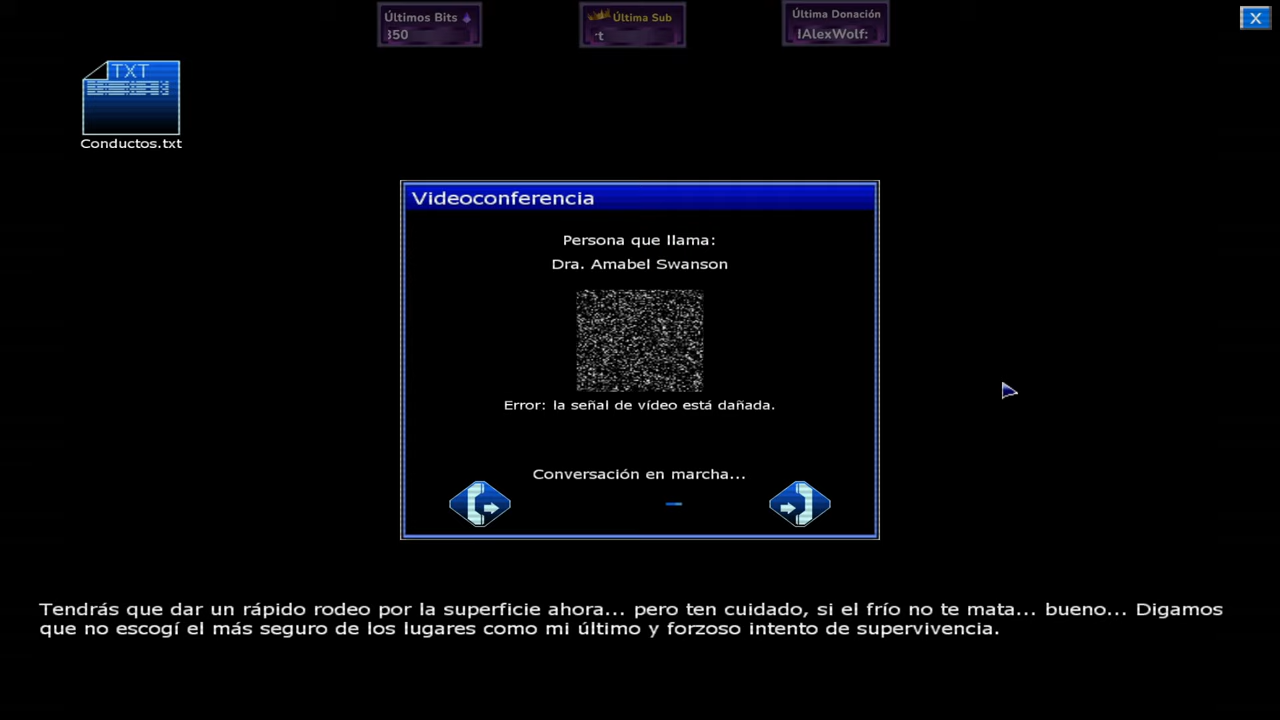 Últimos Bits
350
Última Sub
Última Donación
lAlexWolf:
X
TXT
Conductos.txt
Videoconferencia
Persona que llama:
Dra. Amabel Swanson
Error: la señal de vídeo está dañada.
Conversación en marcha...
Tendrás que dar un rápido rodeo por la superficie ahora... pero ten cuidado, si el frío no te mata... bueno... Digamos
que no escogí el más seguro de los lugares como mi último y forzoso intento de supervivencia.